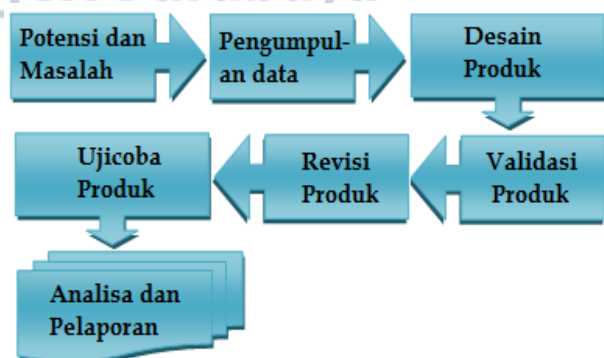 Potensi dan
Masalah
Pengumpul-
an data
Desain
Produk
Validasi
Produk
Revisi
Produk
Ujicoba
Produk
Analisa dan
Pelaporan